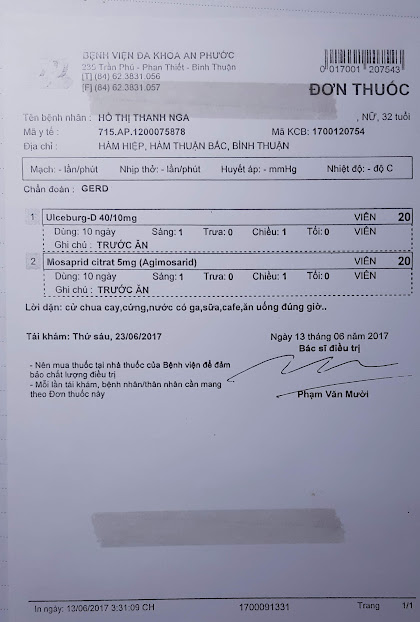 BỆNH VIỆN ĐA KHOA AN PHƯỚC
235 Trần Phú - Phan Thiết - Bình Thuận
[T] (84) 62.3831.056
[F] (84) 62.3831.057
0 017001 207543
ĐƠN THUỐC
Tên bệnh nhân : HỒ THỊ THANH NGA , NỮ, 32 tuổi
Mã y tế : 715.AP.1200075878 Mã KCB: 1700120754
Địa chỉ : HÀM HIỆP, HÀM THUẬN BẮC, BÌNH THUẬN
Mạch: - lần/phút Nhịp thở: - lần/phút Huyết áp: - mmHg Nhiệt độ: - độ C
Chẩn đoán : GERD
1 Ulceburg-D 40/10mg VIÊN 20
Dùng: 10 ngày Sáng: 1 Trưa: 0 Chiều: 1 Tối: 0
Ghi chú : TRƯỚC ĂN
2 Mosaprid citrat 5mg (Agimosarid) VIÊN 20
Dùng: 10 ngày Sáng: 1 Trưa: 0 Chiều: 1 Tối: 0
Ghi chú : TRƯỚC ĂN
Lời dặn: cử chua cay,cứng,nước có ga,sữa,cafe,ăn uống đúng giờ..
Tái khám: Thứ sáu, 23/06/2017 Ngày 13 tháng 06 năm 2017
Bác sĩ điều trị
- Nên mua thuốc tại nhà thuốc của Bệnh viện để đảm
bảo chất lượng điều trị
- Mỗi lần tái khám, bệnh nhân/thân nhân cần mang
theo Đơn thuốc này
Phạm Văn Mười
In ngày: 13/06/2017 3:31:09 CH 1700091331 Trang 1/1